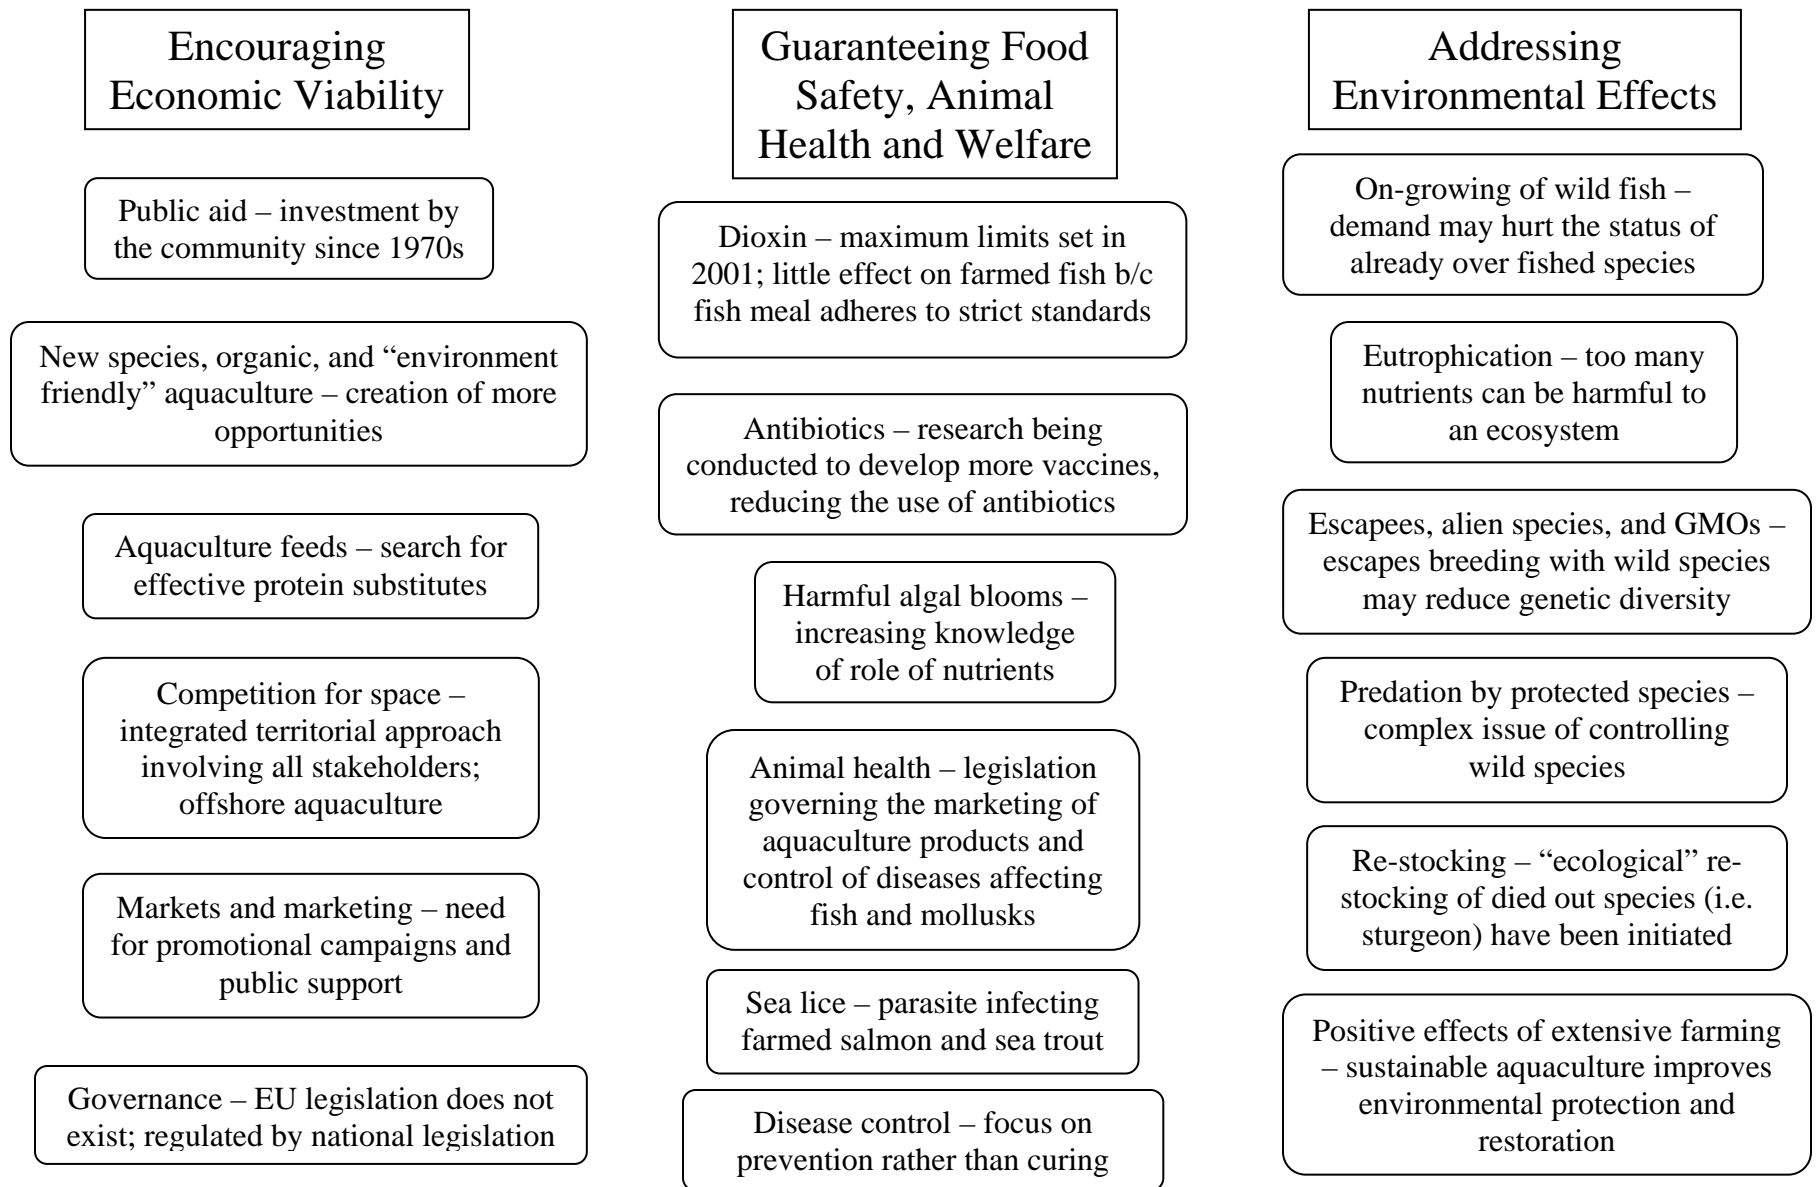 Encouraging
Economic Viability
Public aid – investment by
the community since 1970s
New species, organic, and “environment
friendly” aquaculture – creation of more
opportunities
Aquaculture feeds – search for
effective protein substitutes
Competition for space –
integrated territorial approach
involving all stakeholders;
offshore aquaculture
Markets and marketing – need
for promotional campaigns and
public support
Governance – EU legislation does not
exist; regulated by national legislation
Guaranteeing Food
Safety, Animal
Health and Welfare
Dioxin – maximum limits set in
2001; little effect on farmed fish b/c
fish meal adheres to strict standards
Antibiotics – research being
conducted to develop more vaccines,
reducing the use of antibiotics
Harmful algal blooms –
increasing knowledge
of role of nutrients
Animal health – legislation
governing the marketing of
aquaculture products and
control of diseases affecting
fish and mollusks
Sea lice – parasite infecting
farmed salmon and sea trout
Disease control – focus on
prevention rather than curing
Addressing
Environmental Effects
On-growing of wild fish –
demand may hurt the status of
already over fished species
Eutrophication – too many
nutrients can be harmful to
an ecosystem
Escapees, alien species, and GMOs –
escapes breeding with wild species
may reduce genetic diversity
Predation by protected species –
complex issue of controlling
wild species
Re-stocking – “ecological” re-
stocking of died out species (i.e.
sturgeon) have been initiated
Positive effects of extensive farming
– sustainable aquaculture improves
environmental protection and
restoration